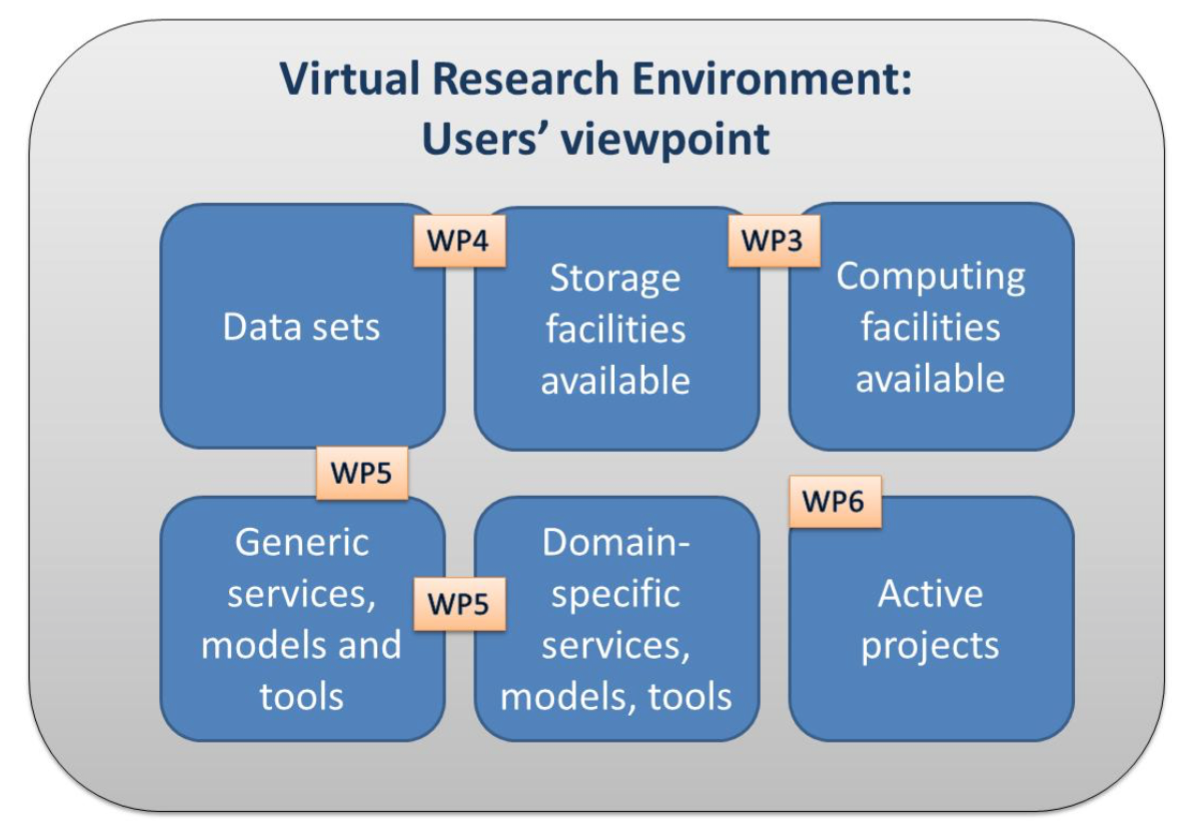 Virtual Research Environment:
Users’ viewpoint
WP4
WP3
Data sets
Storage
facilities
available
Computing
facilities
available
WP5
WP6
Generic
services,
models and
tools
WP5
Domain-
specific
services,
models, tools
Active
projects